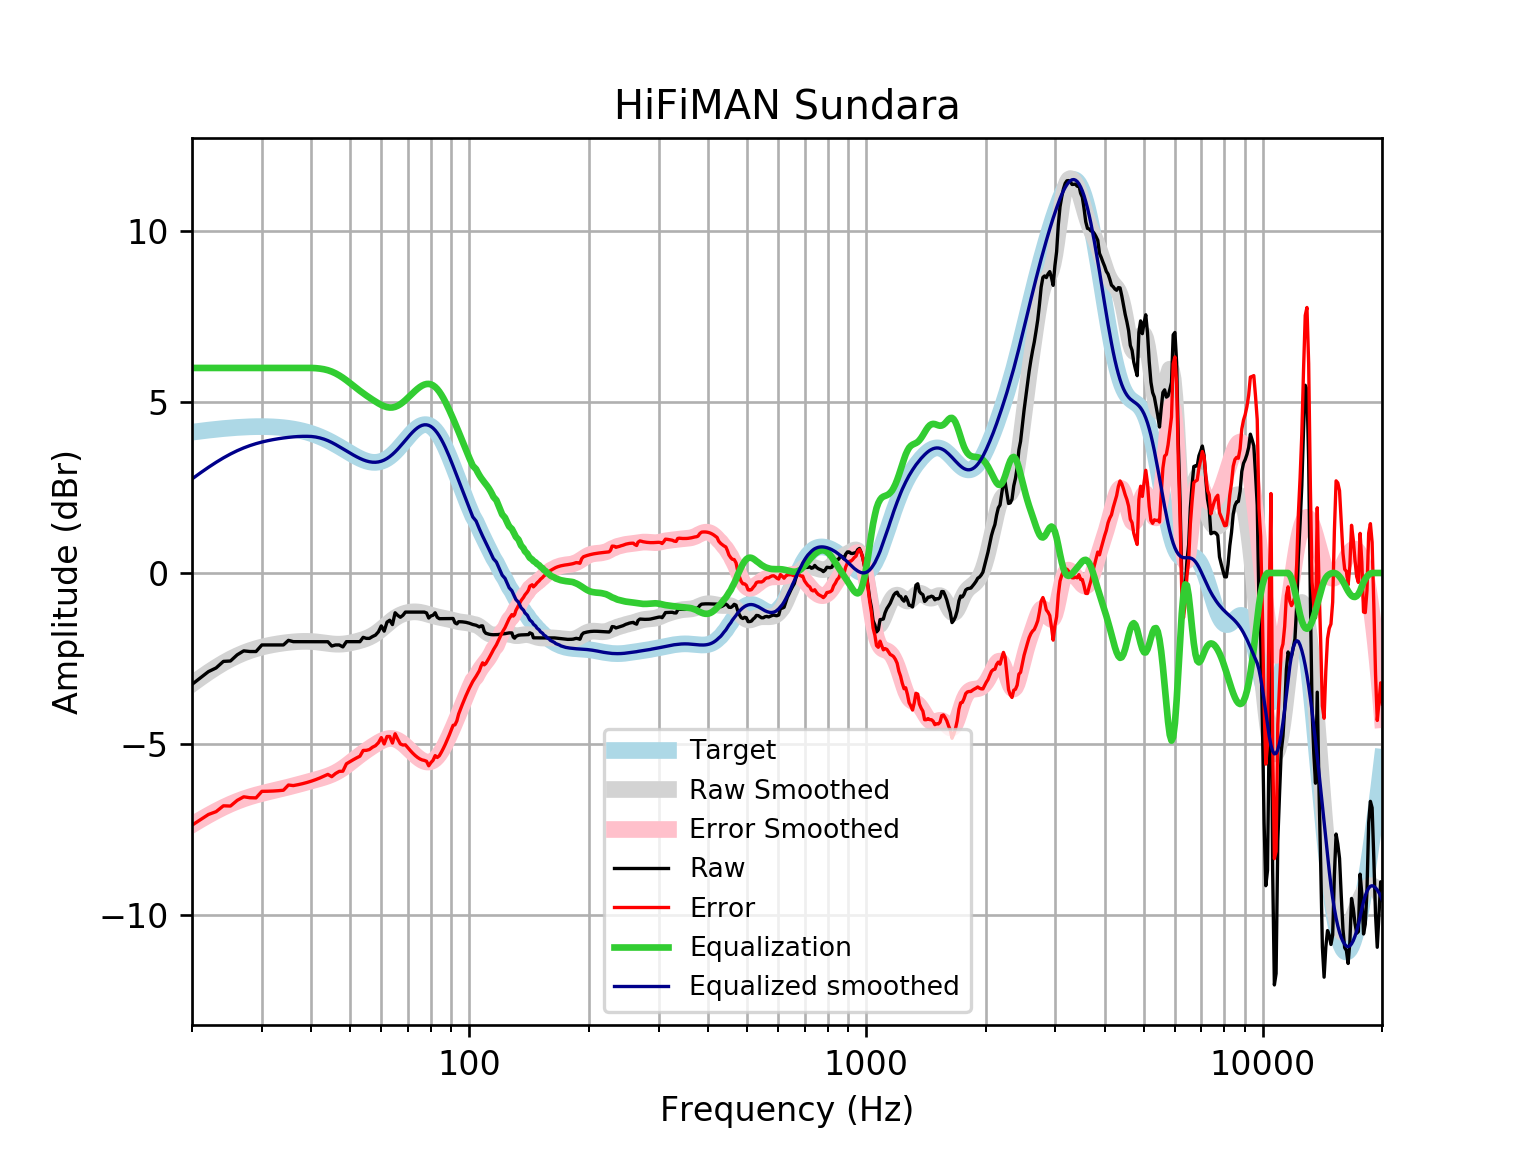 HiFiMAN Sundara
Amplitude (dBr)
10
5
0
−5
−10
Target
Raw Smoothed
Error Smoothed
Raw
Error
Equalization
Equalized smoothed
100 1000 10000
Frequency (Hz)